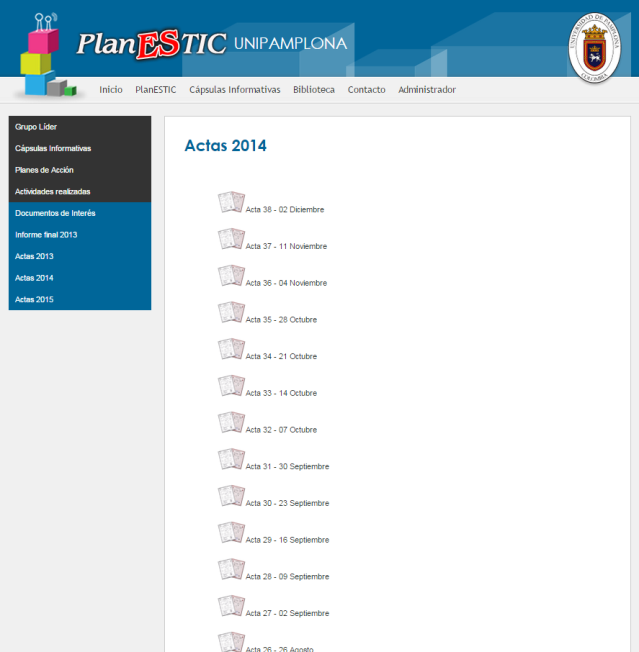 PlanESTIC UNIPAMPLONA
UNIVERSIDAD DE PAMPLONA
COLOMBIA
Inicio PlanESTIC Cápsulas Informativas Biblioteca Contacto Administrador
Grupo Líder
Cápsulas Informativas
Planes de Acción
Actividades realizadas
Documentos de Interés
Informe final 2013
Actas 2013
Actas 2014
Actas 2015
Actas 2014
Acta 38 - 02 Diciembre
Acta 37 - 11 Noviembre
Acta 36 - 04 Noviembre
Acta 35 - 28 Octubre
Acta 34 - 21 Octubre
Acta 33 - 14 Octubre
Acta 32 - 07 Octubre
Acta 31 - 30 Septiembre
Acta 30 - 23 Septiembre
Acta 29 - 16 Septiembre
Acta 28 - 09 Septiembre
Acta 27 - 02 Septiembre
Acta 26 - 26 Agosto